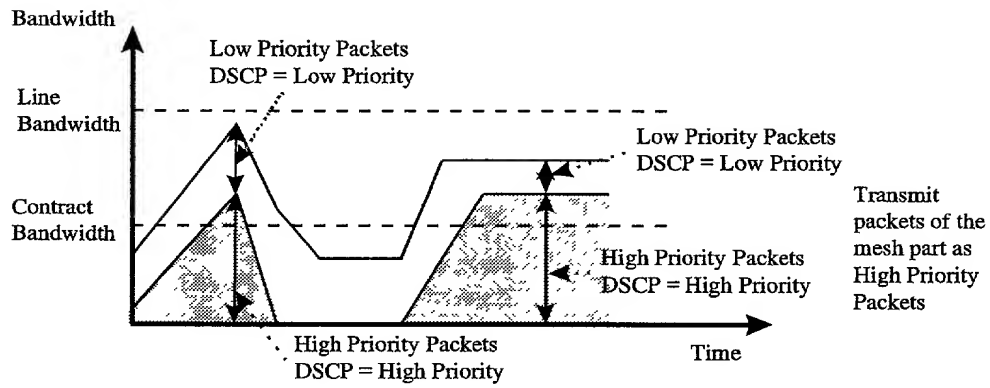 Bandwidth
Low Priority Packets
DSCP = Low Priority
Line
Bandwidth
Low Priority Packets
DSCP = Low Priority
Contract
Bandwidth
Transmit
packets of the
mesh part as
High Priority
Packets
High Priority Packets
DSCP = High Priority
High Priority Packets
DSCP = High Priority
Time